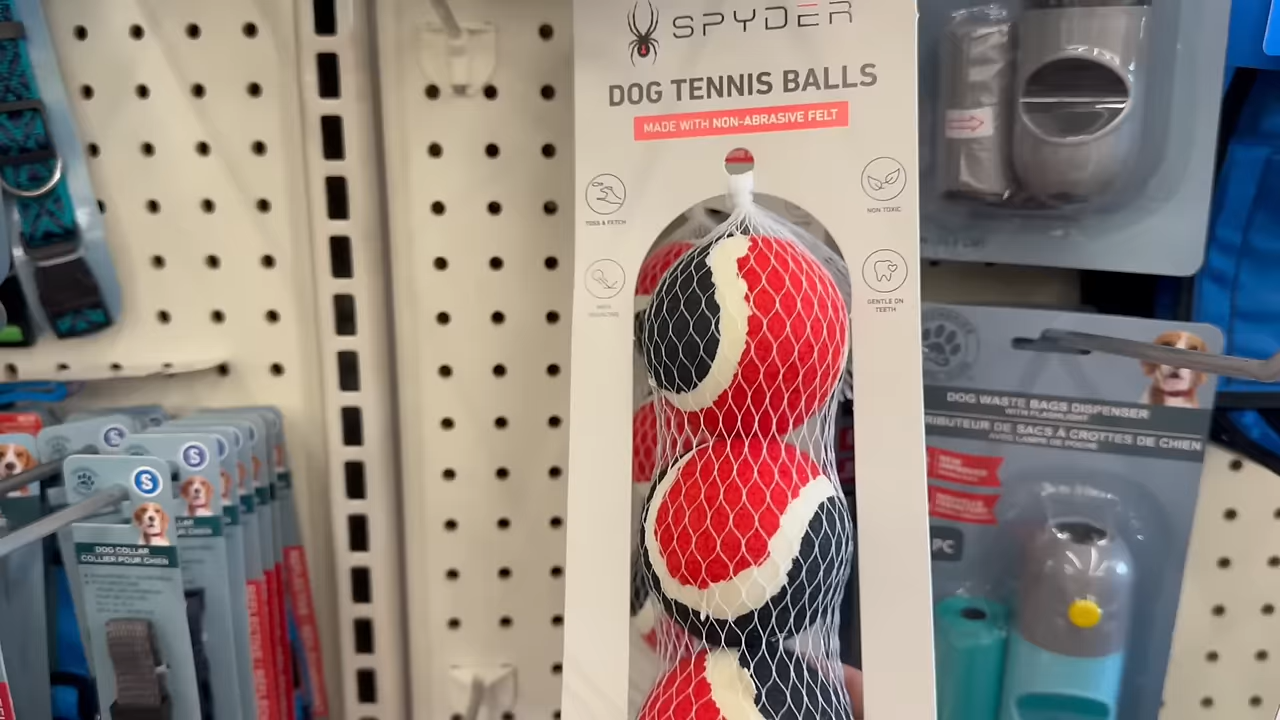 SPYDER
DOG TENNIS BALLS
MADE WITH NON-ABRASIVE FELT
TOSS & FETCH
NON TOXIC
GENTLE ON
TEETH
DOG WASTE BAGS DISPENSER
WITH FLASHLIGHT
RIBUTEUR DE SACS À CROTTES DE CHIEN
AVEC LAMPE DE POCHE
PC
S
S
S
DOG COLLAR
COLLIER POUR CHIEN